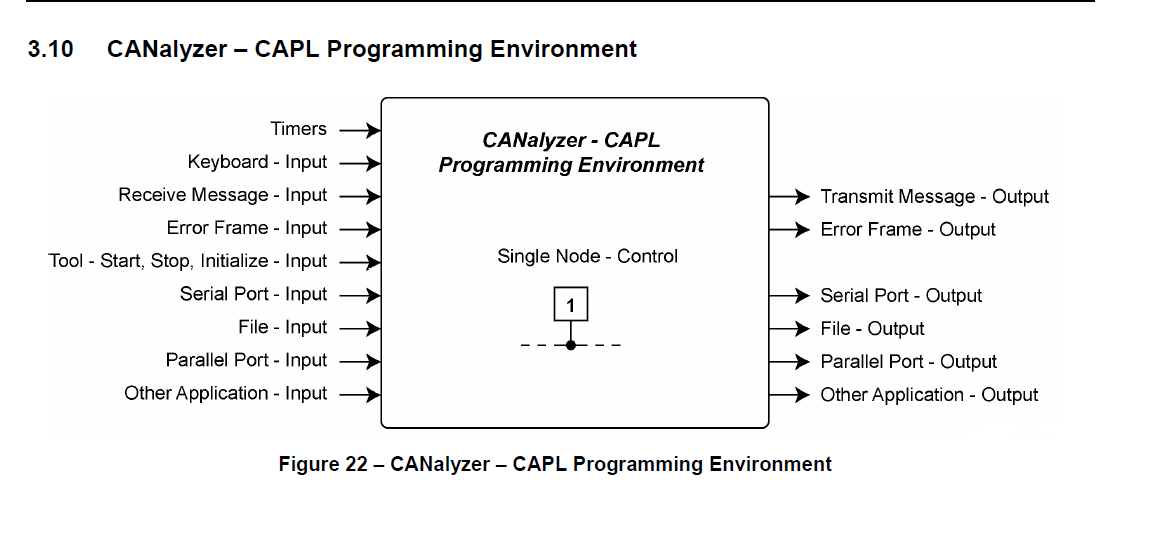 3.10 CANalyzer – CAPL Programming Environment
Timers
Keyboard - Input
Receive Message - Input
Error Frame - Input
Tool - Start, Stop, Initialize - Input
Serial Port - Input
File - Input
Parallel Port - Input
Other Application - Input
CANalyzer - CAPL
Programming Environment
Single Node - Control
1
Transmit Message - Output
Error Frame - Output
Serial Port - Output
File - Output
Parallel Port - Output
Other Application - Output
Figure 22 – CANalyzer – CAPL Programming Environment